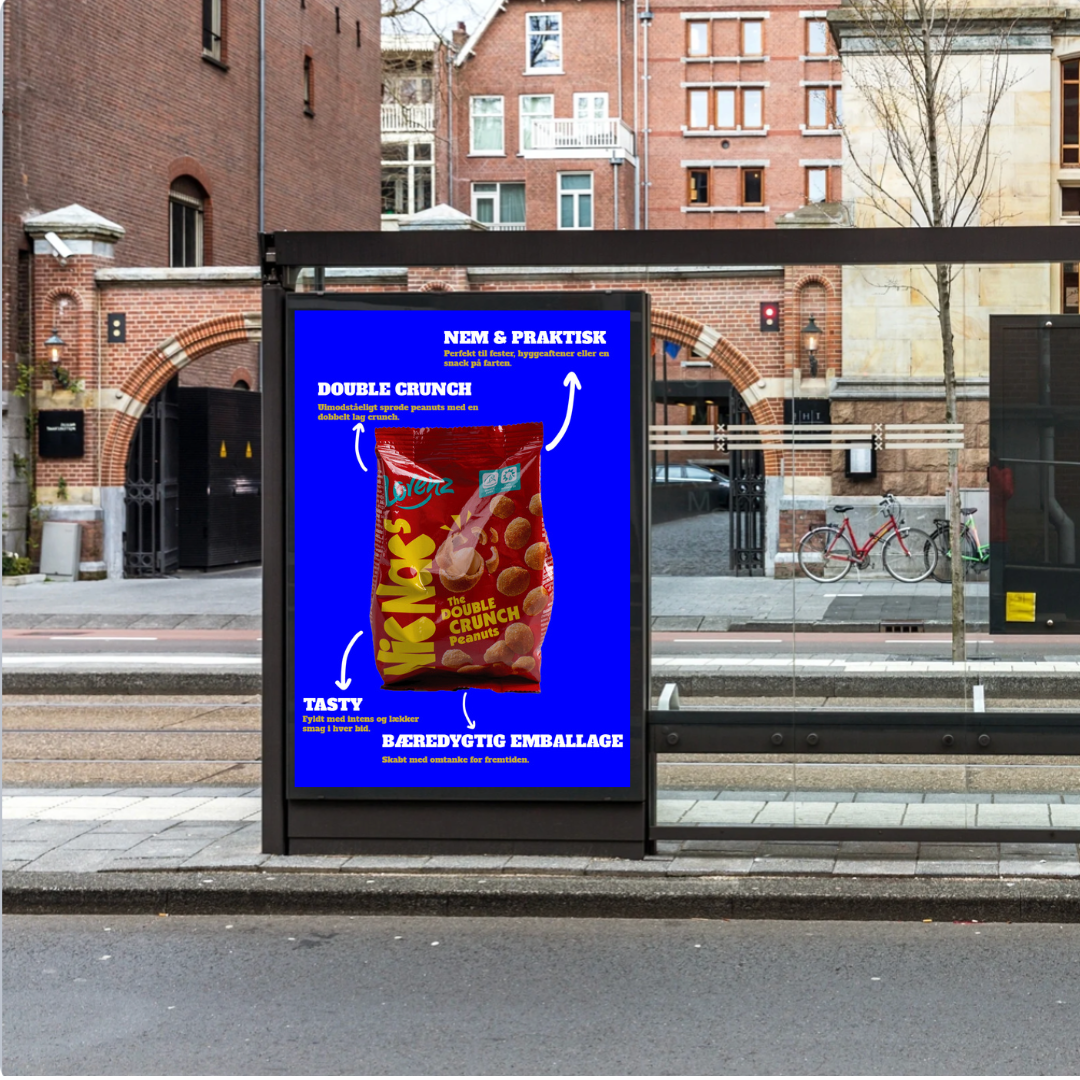 NEM & PRAKTISK
Perfekt til fester, hyggeaftener eller en
snack på farten.
DOUBLE CRUNCH
Uimodståeligt sprøde peanuts med en
dobbelt lag crunch.
Lorenz
NicNac's
The
DOUBLE
CRUNCH
Peanuts
TASTY
Fyldt med intens og lækker
smag i hver bid.
BÆREDYGTIG EMBALLAGE
Skabt med omtanke for fremtiden.